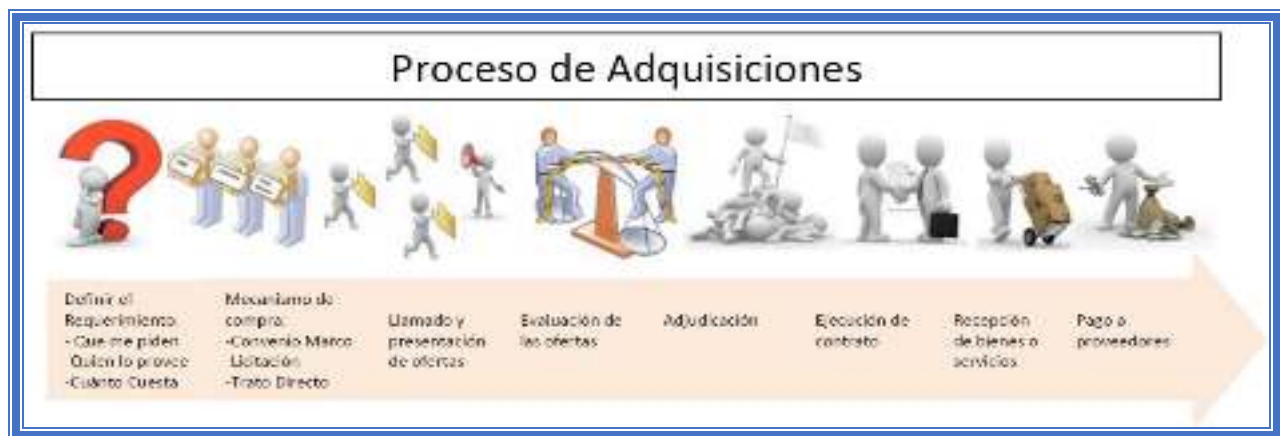 Proceso de Adquisiciones
Definir el
Requerimiento
- Que me piden
Quien lo provee
-Cuánto Cuesta
Mecanismo de
compra:
-Convenio Marco
Licitación
-Trato Directo
Llamado y
presentación
de ofertas
Evaluación de
las ofertas
Adjudicación
Ejecución de
contrato
Recepción
de bienes o
servicios
Pago a
proveedores